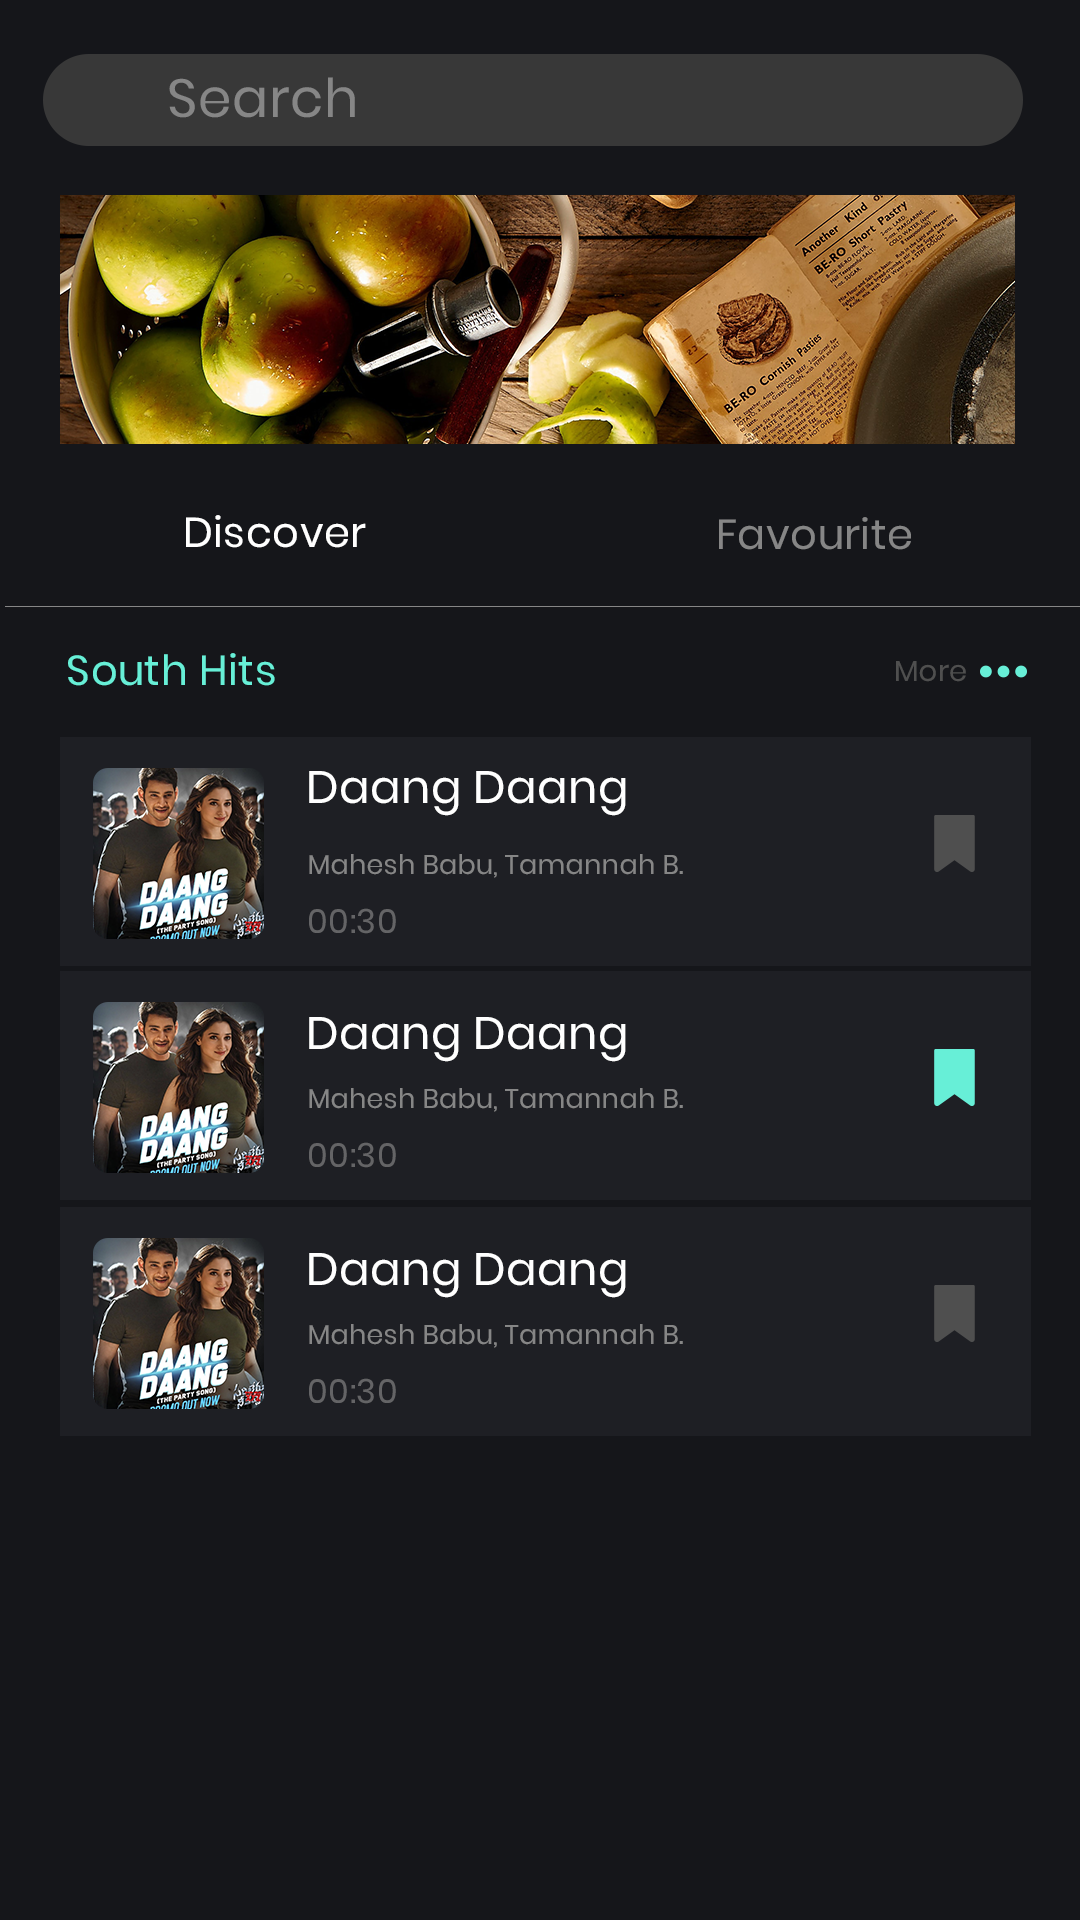 Search
Another Kind of
BE-RO Short Pastry
BE-RO Cornish Pasties
Discover
Favourite
South Hits
More
Daang Daang
Mahesh Babu, Tamannah B.
00:30
DAANG
DAANG
(THE PARTY SONG)
PROMO OUT NOW
Daang Daang
Mahesh Babu, Tamannah B.
00:30
DAANG
DAANG
(THE PARTY SONG)
PROMO OUT NOW
Daang Daang
Mahesh Babu, Tamannah B.
00:30
DAANG
DAANG
(THE PARTY SONG)
PROMO OUT NOW